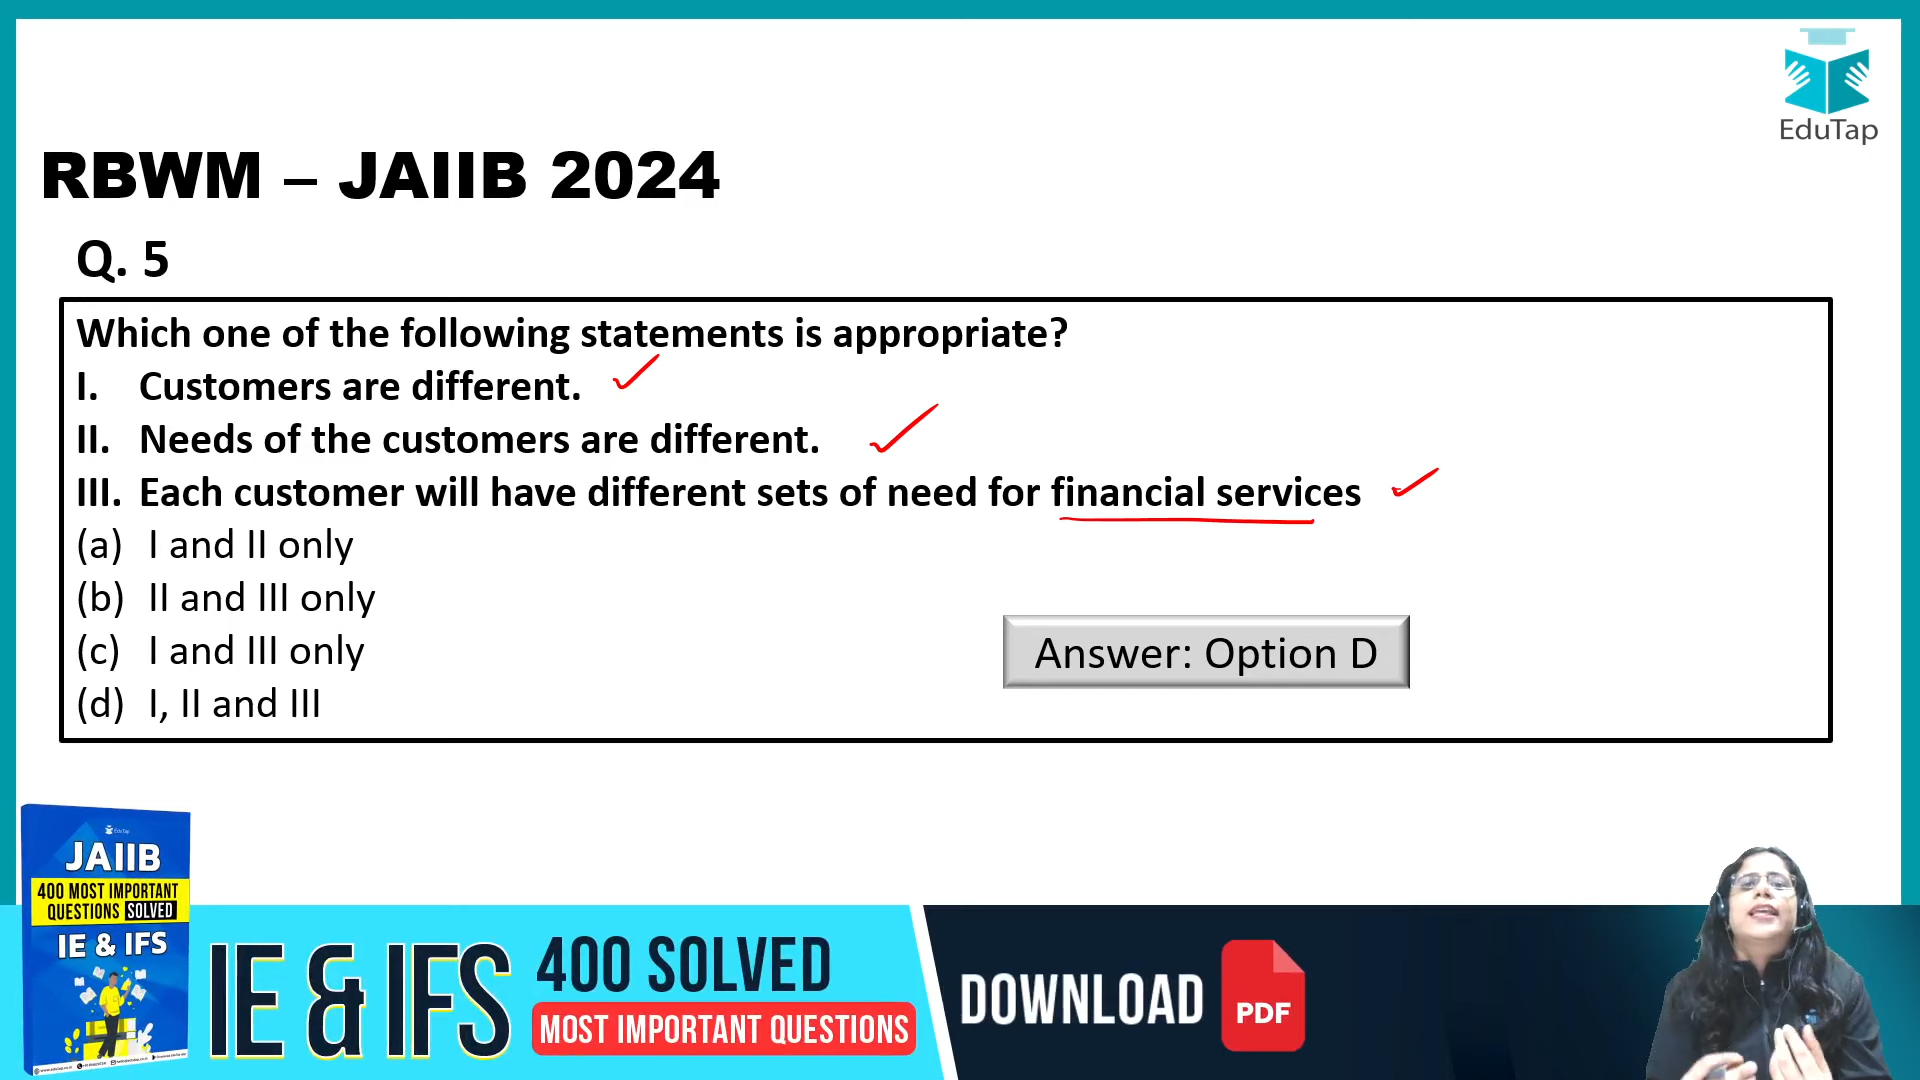 EduTap
RBWM – JAIIB 2024
Q. 5
Which one of the following statements is appropriate?
I. Customers are different.
II. Needs of the customers are different.
III. Each customer will have different sets of need for financial services
(a) I and II only
(b) II and III only
(c) I and III only
(d) I, II and III
Answer: Option D
EduTap
JAIIB
400 MOST IMPORTANT
QUESTIONS SOLVED
IE & IFS
IE & IFS
400 SOLVED
MOST IMPORTANT QUESTIONS
DOWNLOAD
PDF